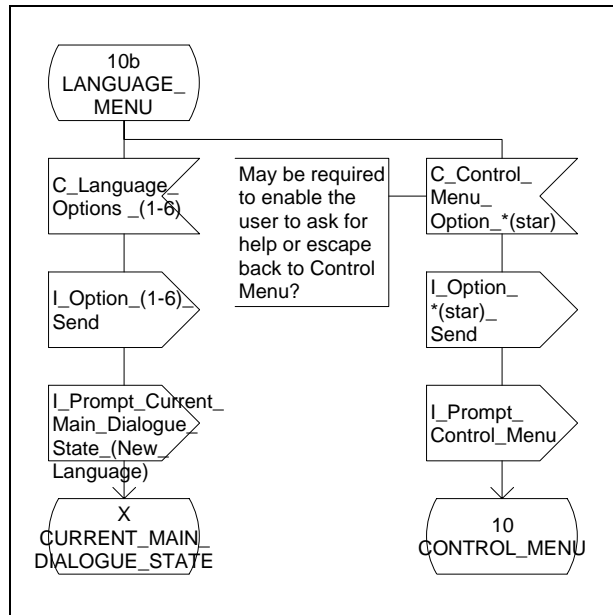 10b
LANGUAGE_
MENU
C_Language_
Options _(1-6)
May be required
to enable the
user to ask for
help or escape
back to Control
Menu?
C_Control_
Menu_
Option_*(star)
I_Option_(1-6)_
Send
I_Option_
*(star)_
Send
I_Prompt_Current_
Main_Dialogue_
State_(New_
Language)
I_Prompt_
Control_Menu
X
CURRENT_MAIN_
DIALOGUE_STATE
10
CONTROL_MENU